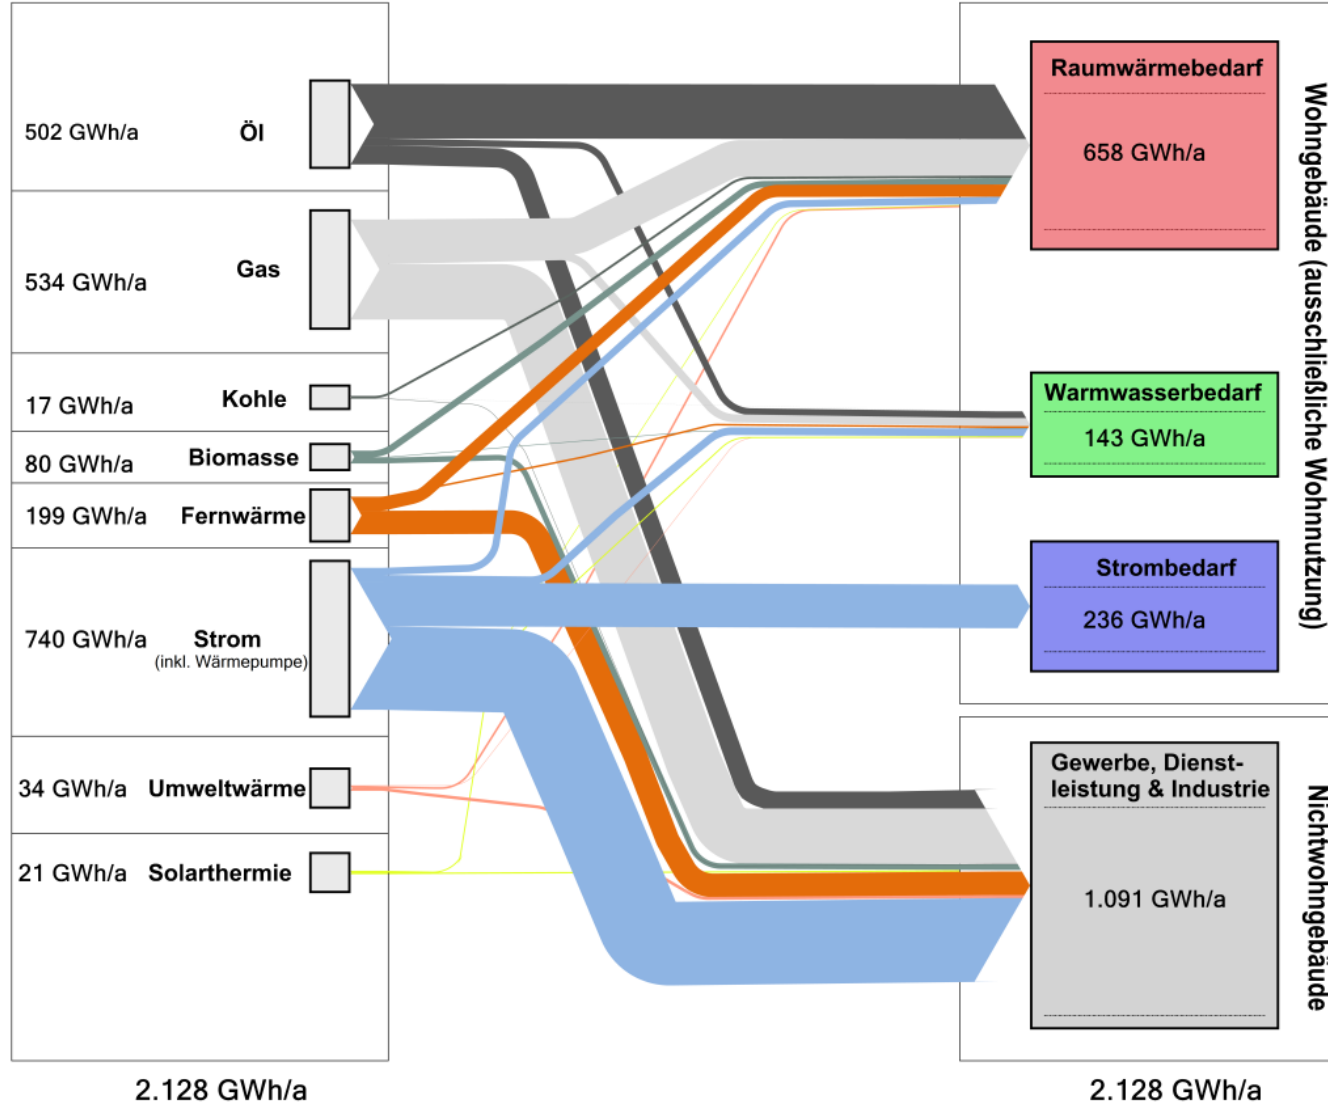 502 GWh/a Öl
534 GWh/a Gas
17 GWh/a Kohle
80 GWh/a Biomasse
199 GWh/a Fernwärme
740 GWh/a Strom
(inkl. Wärmepumpe)
34 GWh/a Umweltwärme
21 GWh/a Solarthermie
2.128 GWh/a
Raumwärmebedarf
658 GWh/a
Warmwasserbedarf
143 GWh/a
Strombedarf
236 GWh/a
Wohngebäude (ausschließliche Wohnnutzung)
Gewerbe, Dienst-
leistung & Industrie
1.091 GWh/a
Nichtwohngebäude
2.128 GWh/a